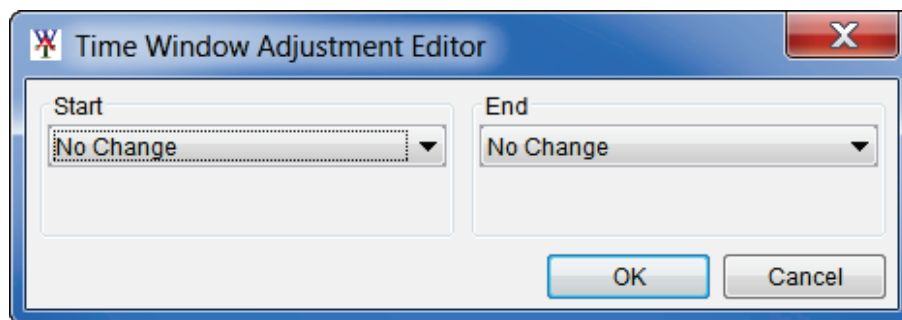 Time Window Adjustment Editor
Start
No Change
End
No Change
OK
Cancel